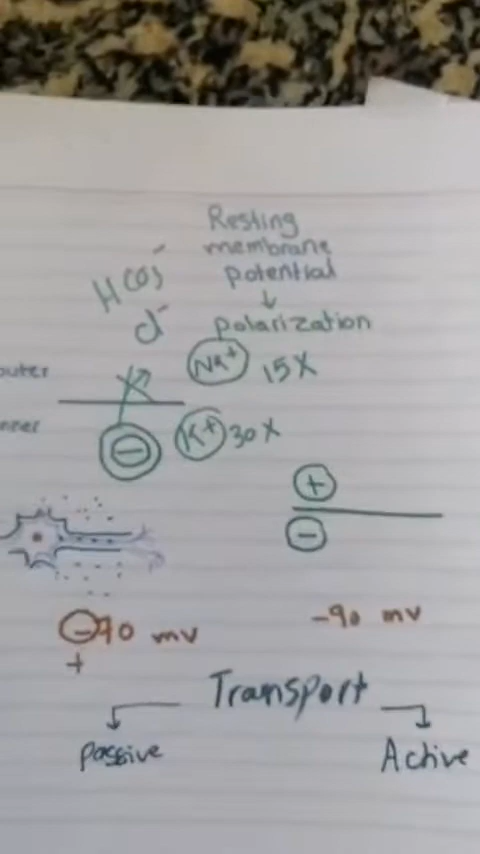 Resting
membrane
potential
↓
polarization
HCO3⁻
Cl⁻
outer
Na+ 15X
inner
− K+ 30X
+
−
−90 mv
+
−90 mv
Transport
Passive
Active